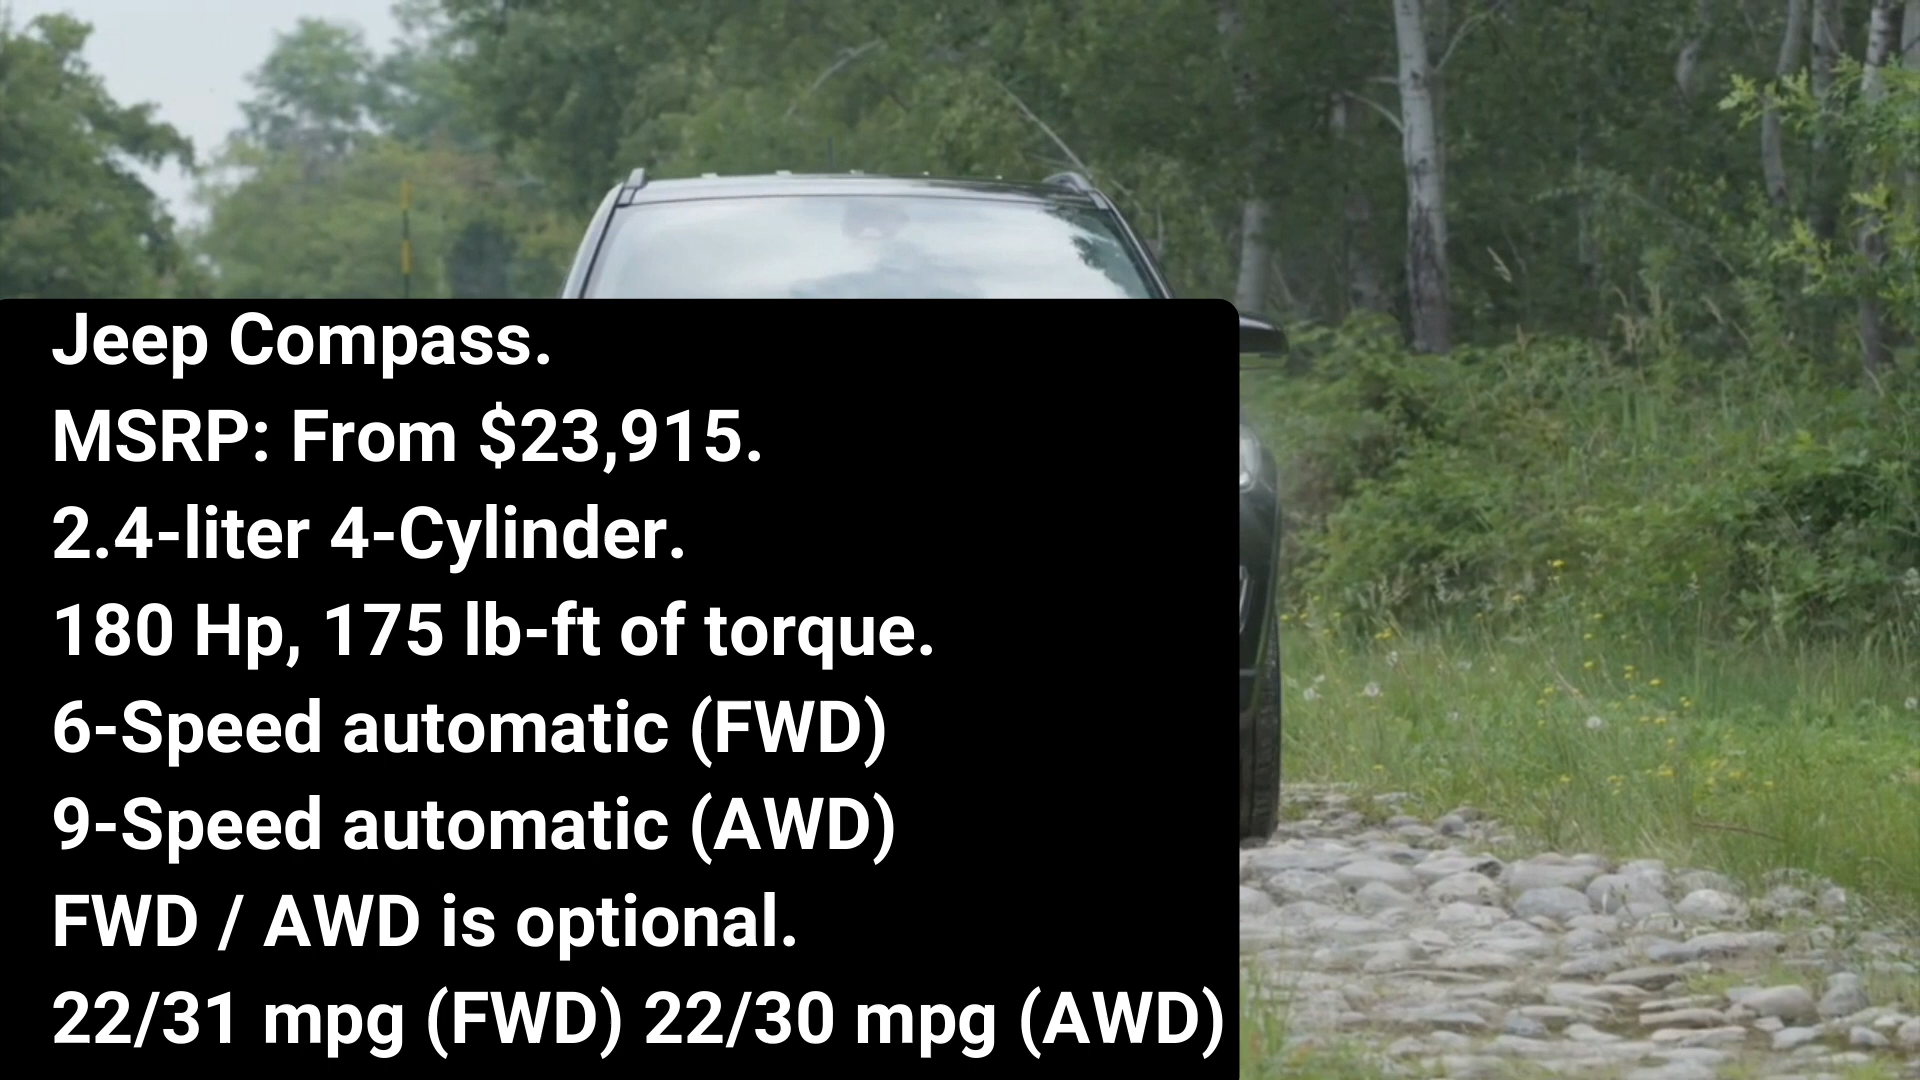 Jeep Compass.
MSRP: From $23,915.
2.4-liter 4-Cylinder.
180 Hp, 175 lb-ft of torque.
6-Speed automatic (FWD)
9-Speed automatic (AWD)
FWD / AWD is optional.
22/31 mpg (FWD) 22/30 mpg (AWD)